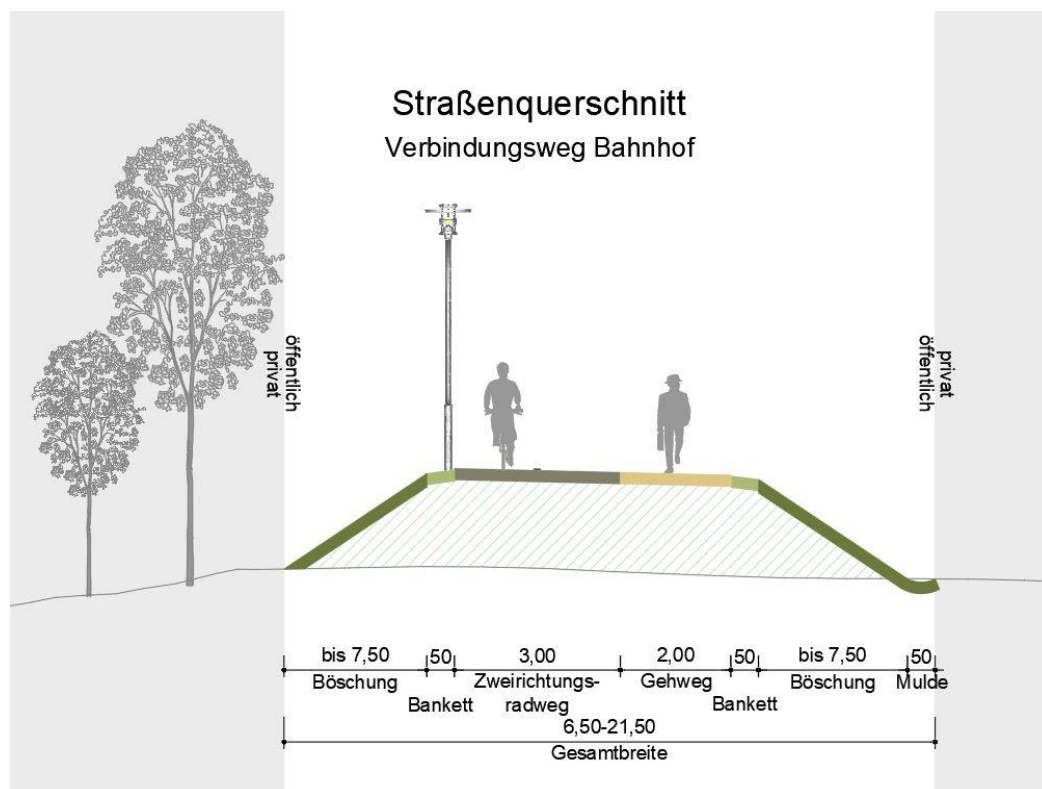 Straßenquerschnitt
Verbindungsweg Bahnhof
öffentlich
privat
privat
öffentlich
bis 7,50 50 3,00 2,00 50 bis 7,50 50
Böschung Zweirichtungs- Gehweg Böschung Mulde
Bankett radweg Bankett
6,50-21,50
Gesamtbreite